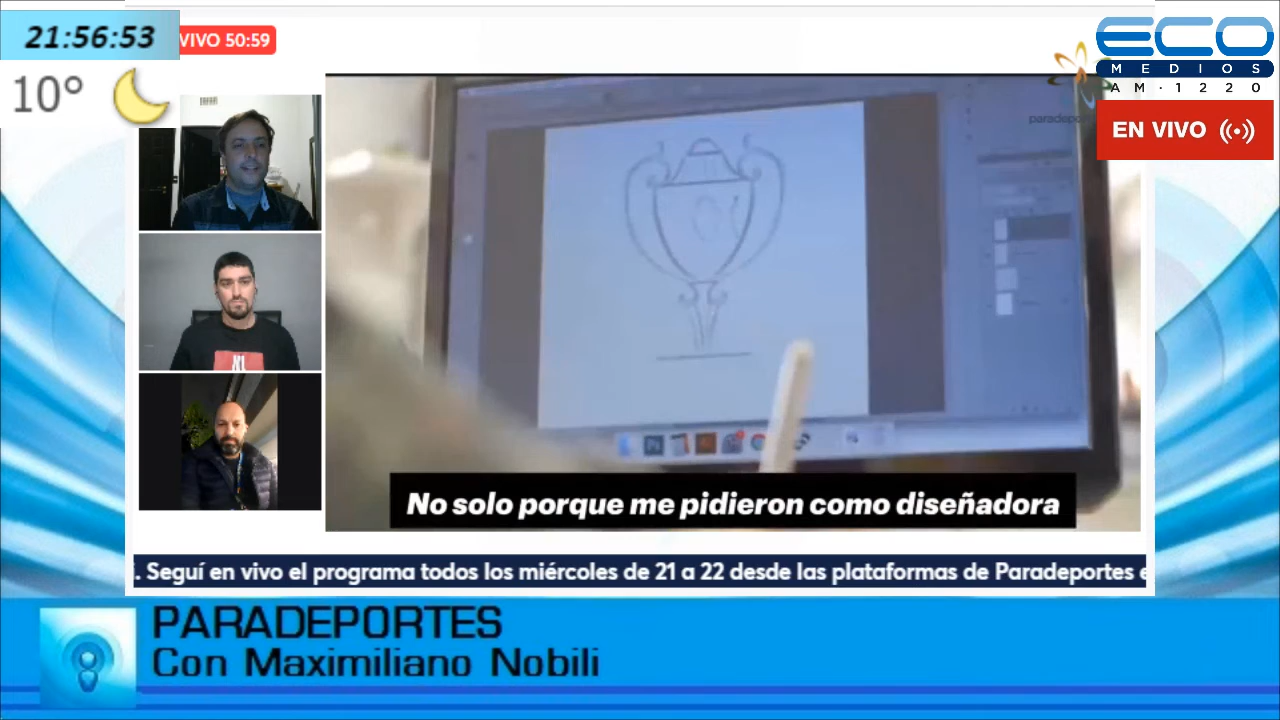 21:56:53
VIVO 50:59
10°
ECO
MEDIOS
AM·1220
EN VIVO
No solo porque me pidieron como diseñadora
. Seguí en vivo el programa todos los miércoles de 21 a 22 desde las plataformas de Paradeportes e
PARADEPORTES
Con Maximiliano Nobili